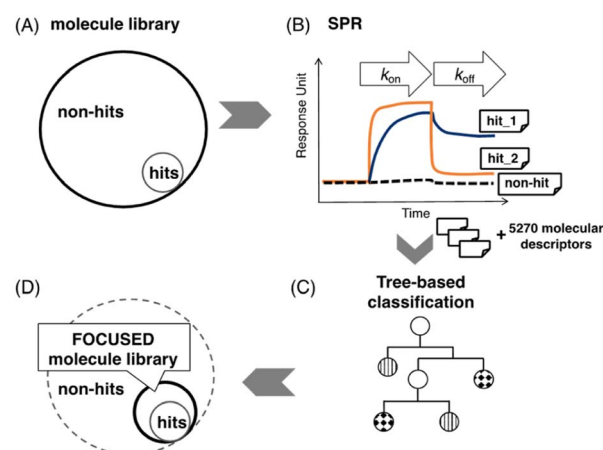 (A)
molecule library
non-hits
hits
(B)
SPR
Response Unit
kon
koff
hit_1
hit_2
non-hit
Time
+ 5270 molecular
descriptors
(D)
FOCUSED
molecule library
non-hits
hits
(C)
Tree-based
classification